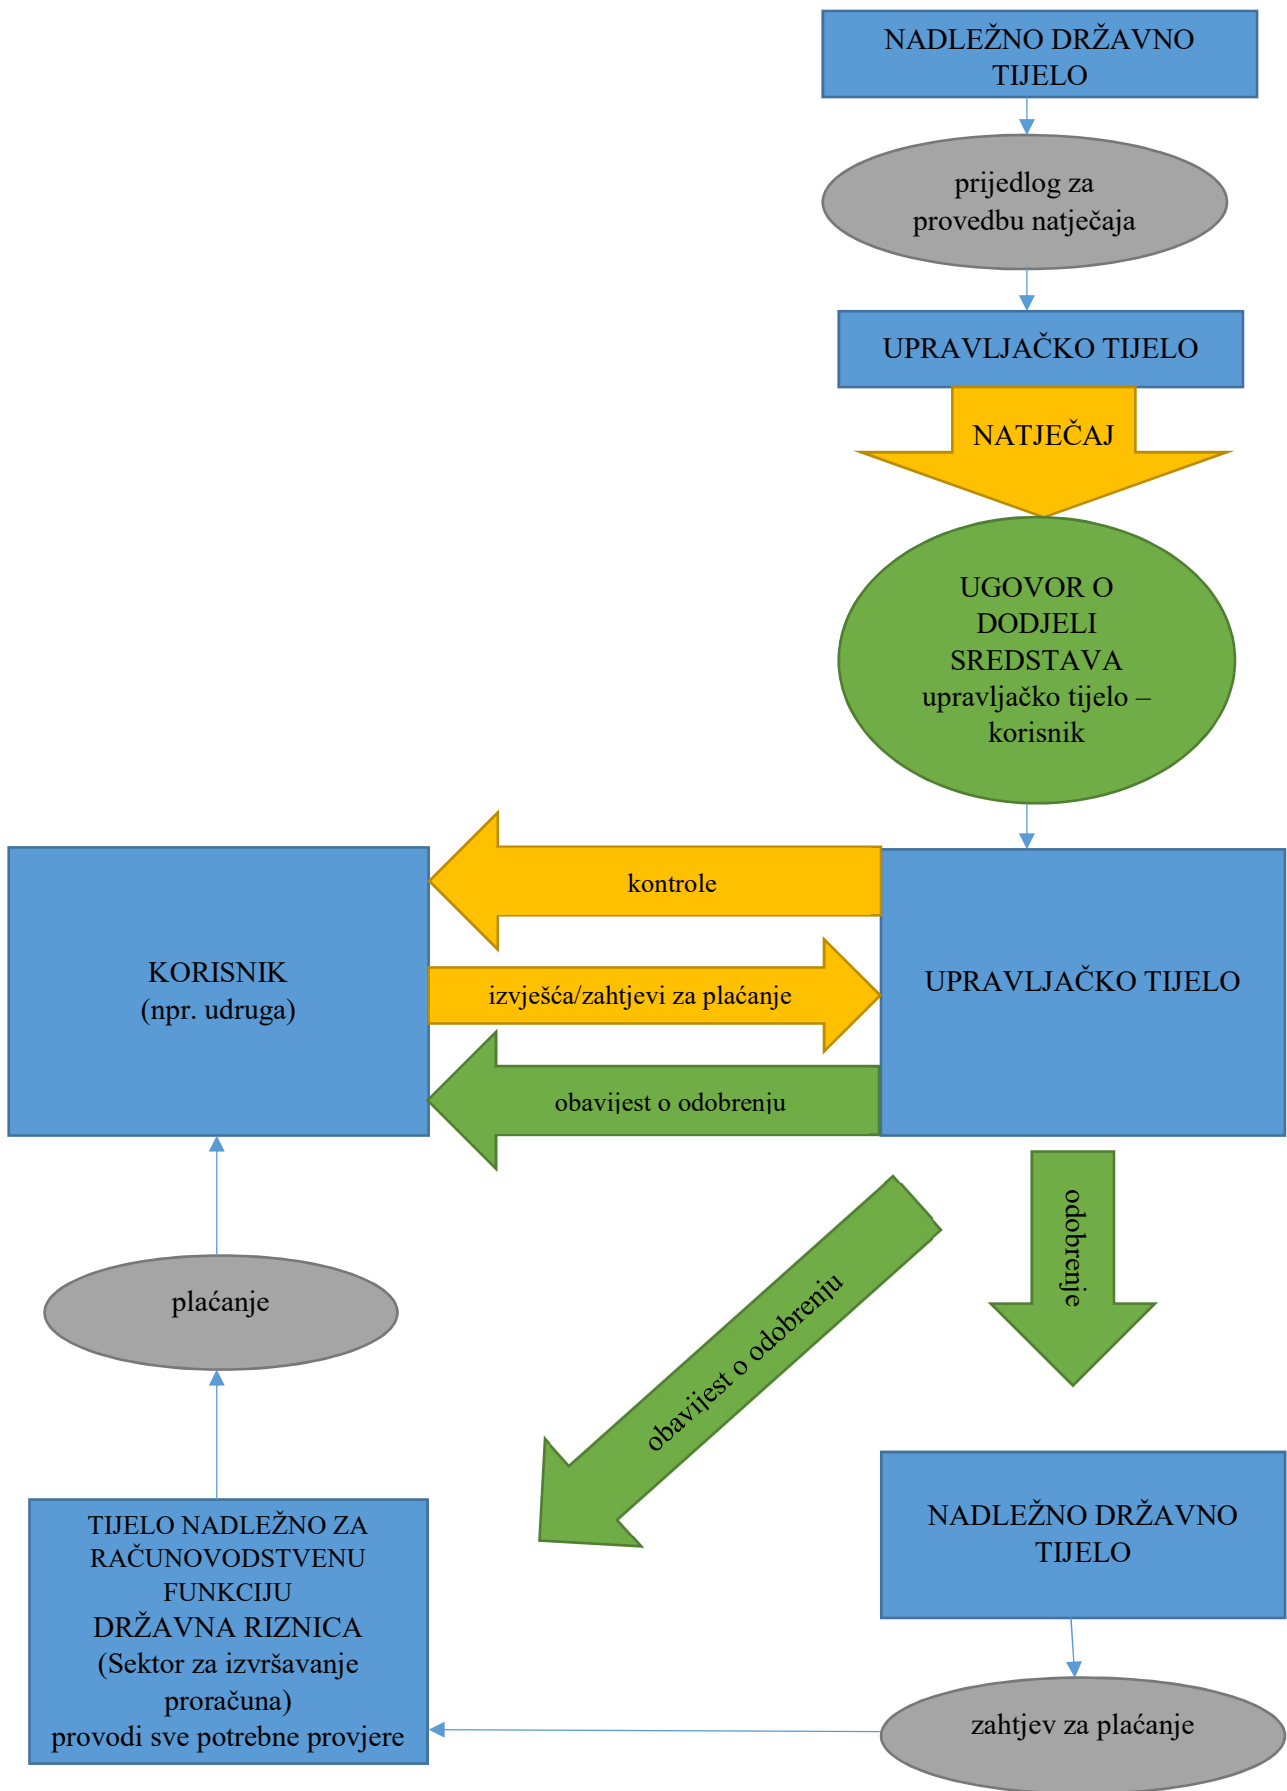 NADLEŽNO DRŽAVNO
TIJELO
prijedlog za
provedbu natječaja
UPRAVLJAČKO TIJELO
NATJEČAJ
UGOVOR O
DODJELI
SREDSTAVA
upravljačko tijelo –
korisnik
kontrole
KORISNIK
(npr. udruga)
izvješća/zahtjevi za plaćanje
UPRAVLJAČKO TIJELO
obavijest o odobrenju
odobrenje
obavijest o odobrenju
plaćanje
TIJELO NADLEŽNO ZA
RAČUNOVODSTVENU
FUNKCIJU
DRŽAVNA RIZNICA
(Sektor za izvršavanje
proračuna)
provodi sve potrebne provjere
NADLEŽNO DRŽAVNO
TIJELO
zahtjev za plaćanje